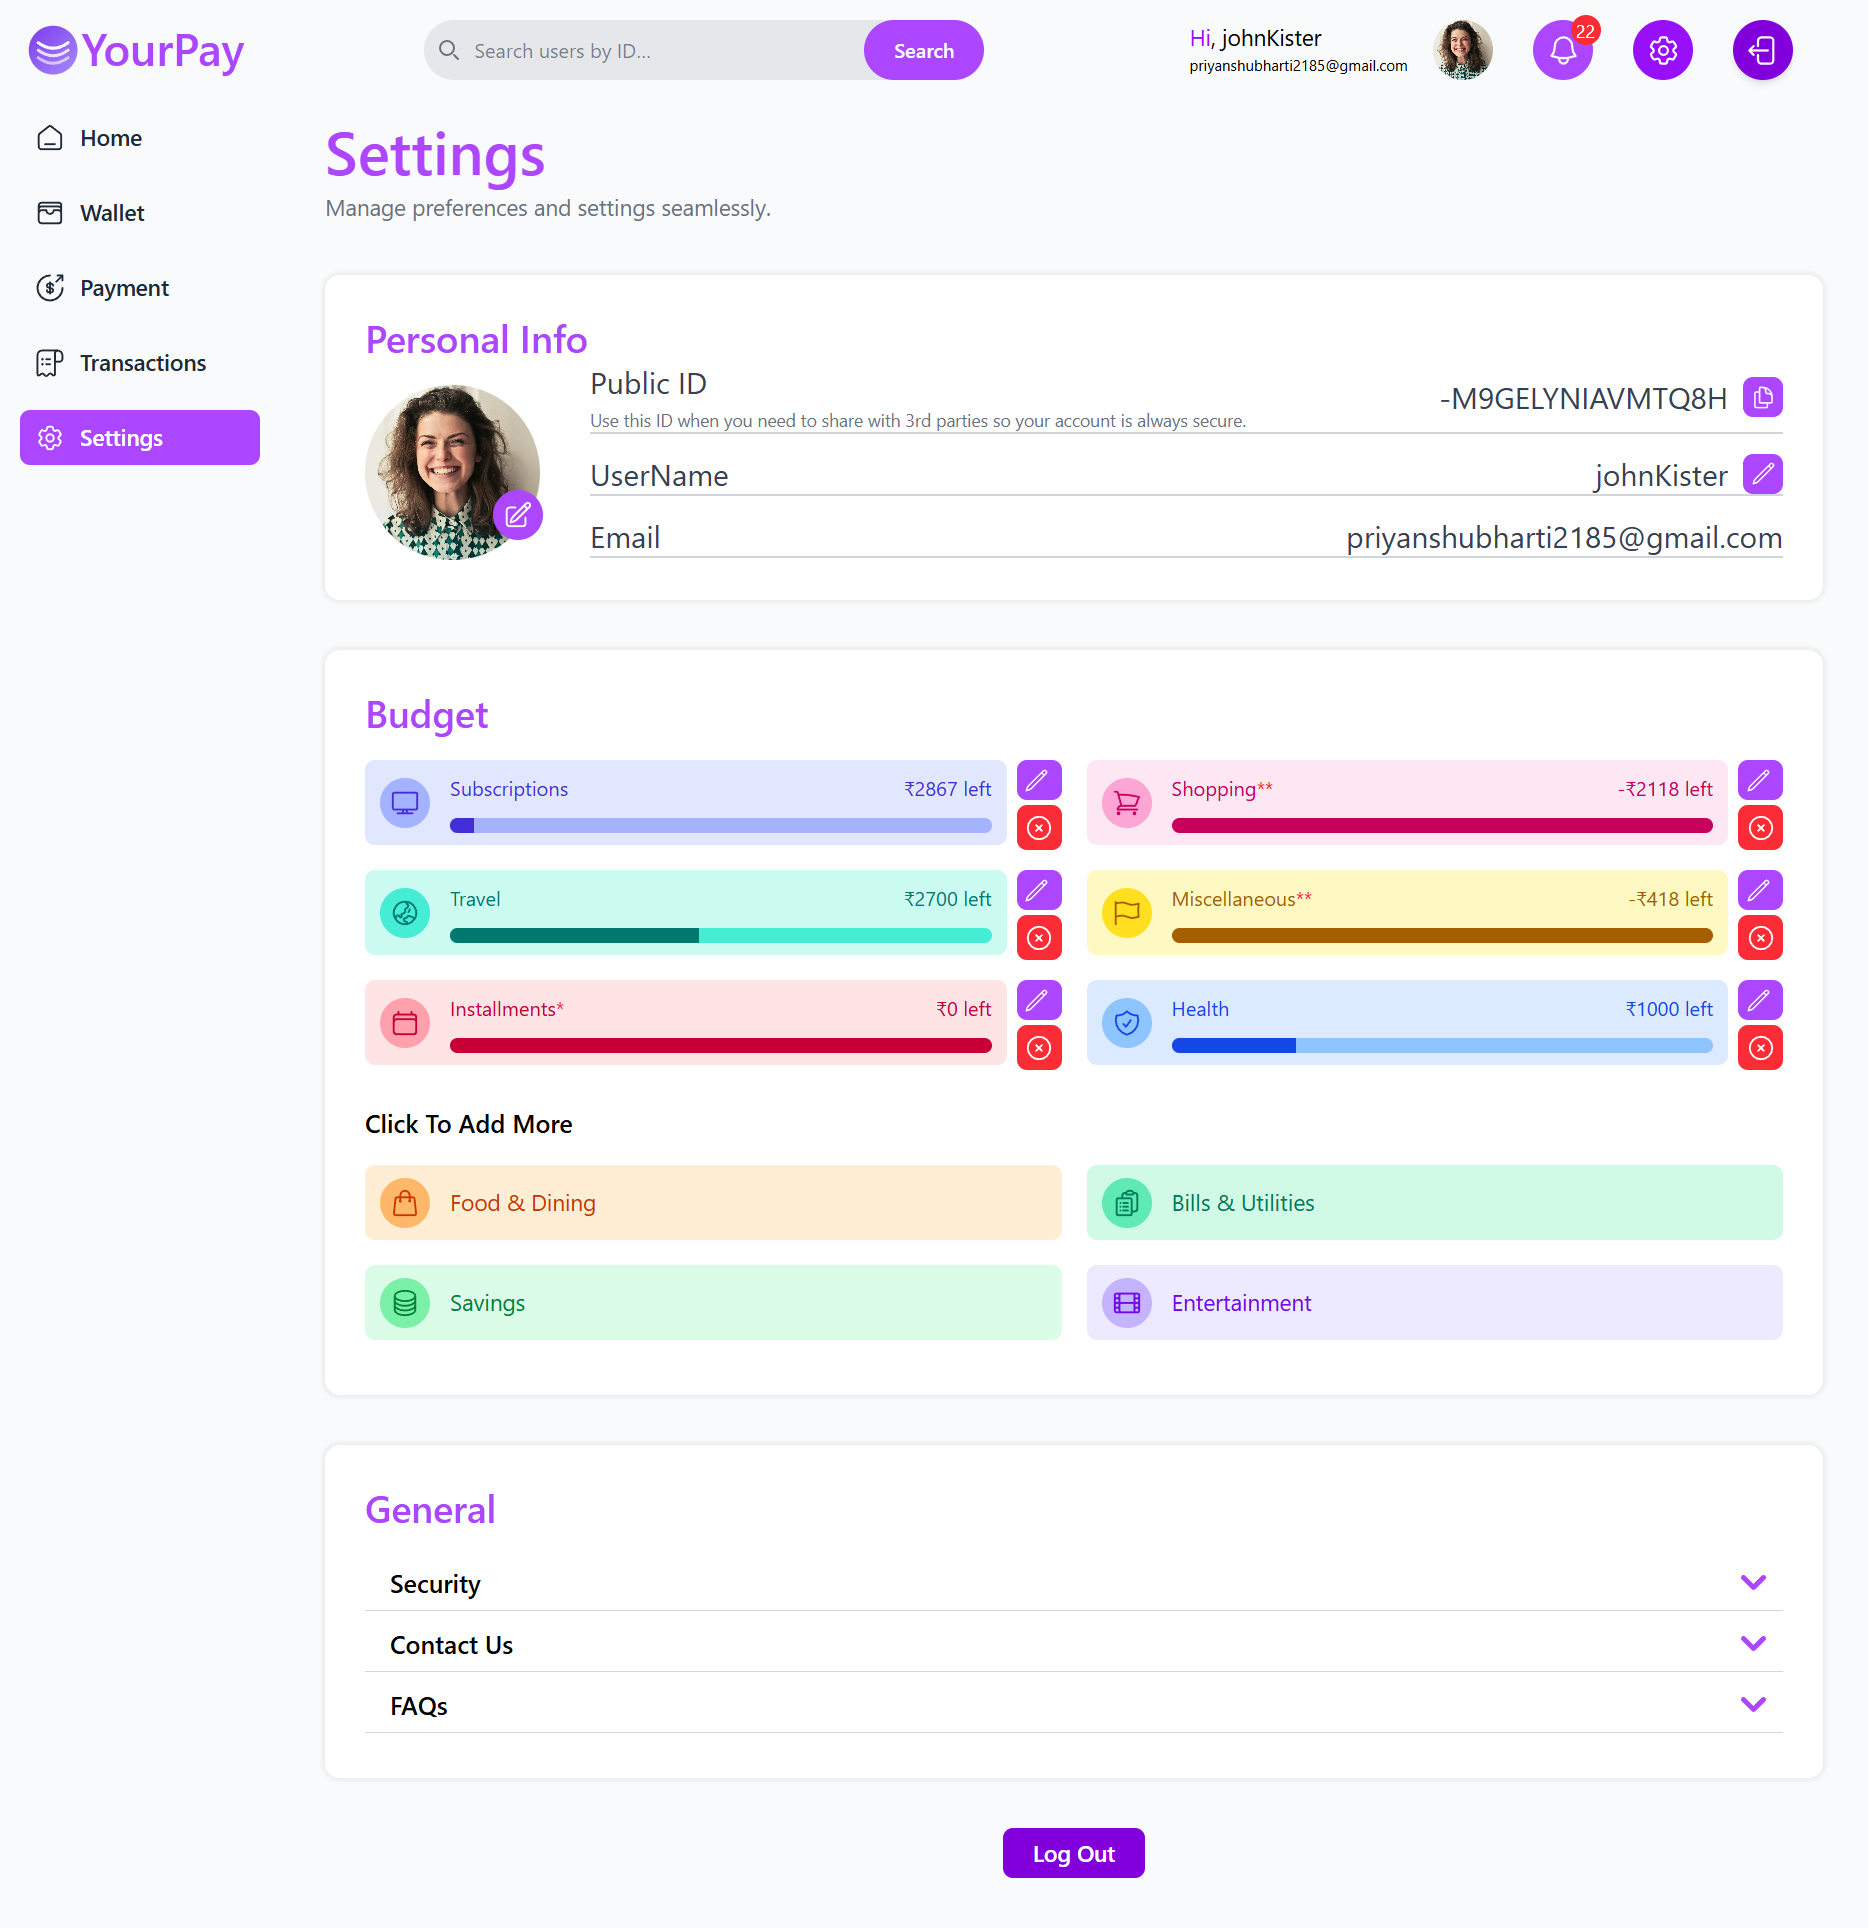 YourPay
Search users by ID...
Search
Hi, johnKister
priyanshubharti2185@gmail.com
22
Home
Wallet
Payment
Transactions
Settings
Settings
Manage preferences and settings seamlessly.
Personal Info
Public ID
-M9GELYNIAVMTQ8H
Use this ID when you need to share with 3rd parties so your account is always secure.
UserName
johnKister
Email
priyanshubharti2185@gmail.com
Budget
Subscriptions
₹2867 left
Shopping**
-₹2118 left
Travel
₹2700 left
Miscellaneous**
-₹418 left
Installments*
₹0 left
Health
₹1000 left
Click To Add More
Food & Dining
Bills & Utilities
Savings
Entertainment
General
Security
Contact Us
FAQs
Log Out